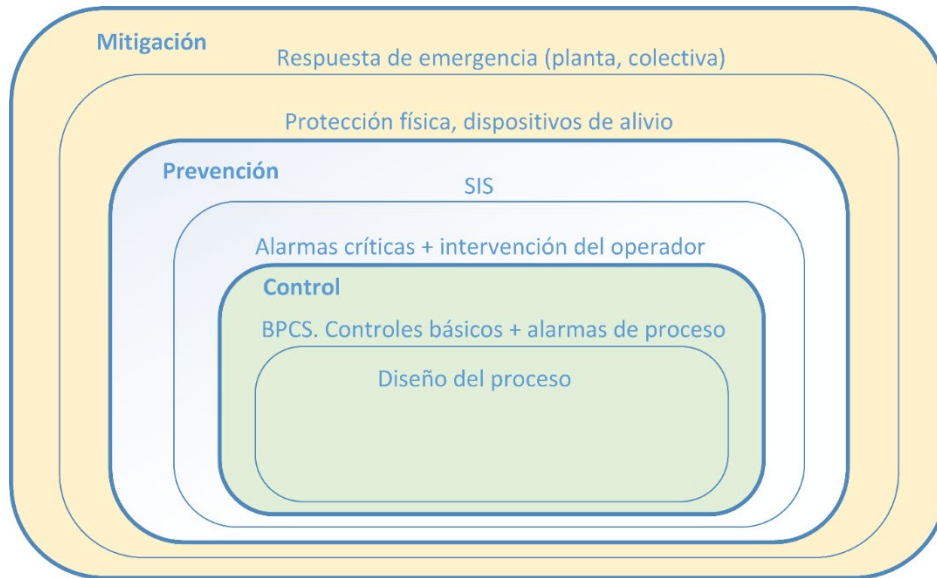 Mitigación
Respuesta de emergencia (planta, colectiva)
Protección física, dispositivos de alivio
Prevención
SIS
Alarmas críticas + intervención del operador
Control
BPCS. Controles básicos + alarmas de proceso
Diseño del proceso